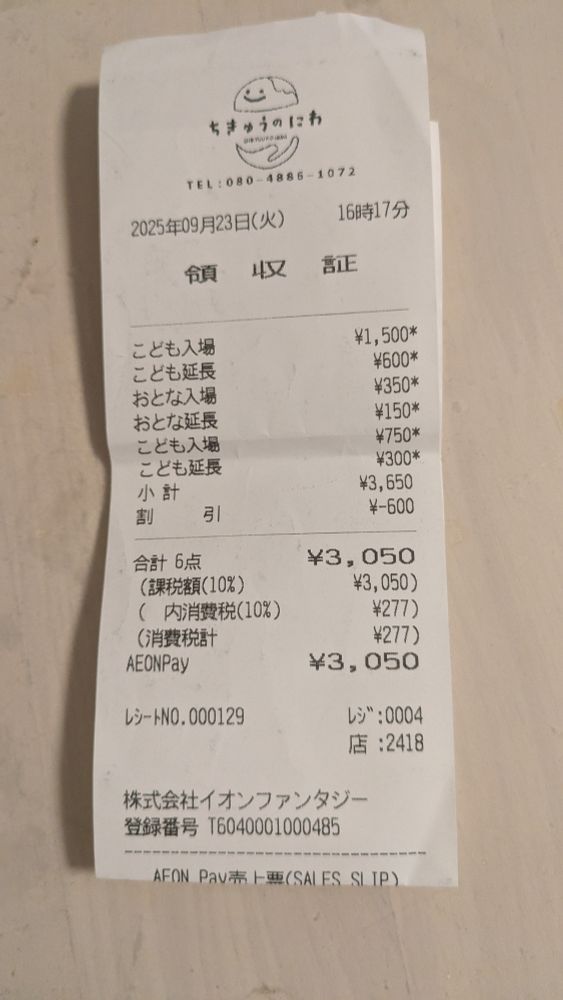 ちきゅうのにわ
TEL:080-4886-1072
2025年09月23日(火) 16時17分
領 収 証
こども入場 ¥1,500*
こども延長 ¥600*
おとな入場 ¥350*
おとな延長 ¥150*
こども入場 ¥750*
こども延長 ¥300*
小 計 ¥3,650
割 引 ¥-600
合計 6点 ¥3,050
(課税額(10%) ¥3,050)
( 内消費税(10%) ¥277)
(消費税計 ¥277)
AEONPay ¥3,050
レシートNO.000129 レジ:0004
店 :2418
株式会社イオンファンタジー
登録番号 T6040001000485
AEON Pay売上票(SALES SLIP)